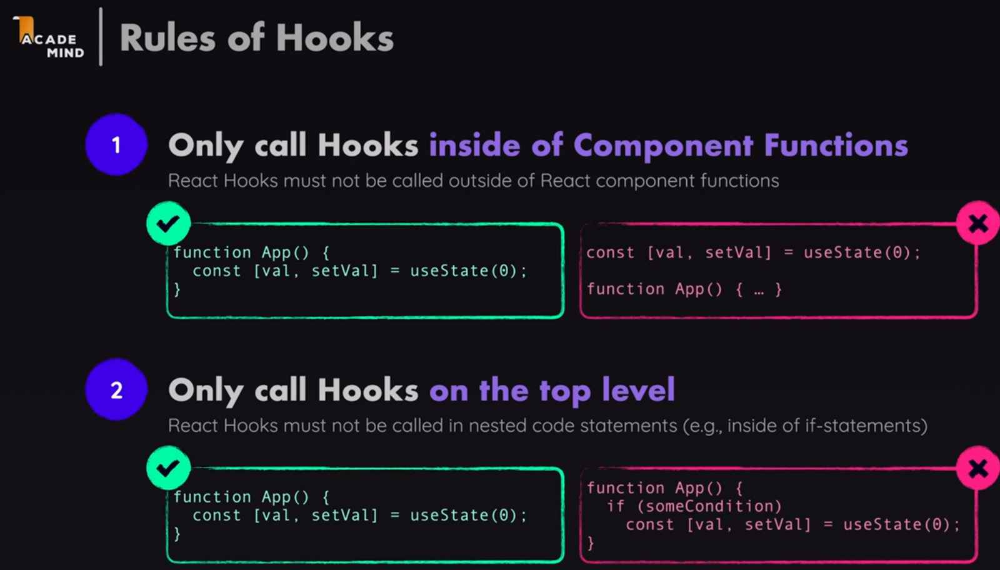 ACADE
MIND
Rules of Hooks
1
Only call Hooks inside of Component Functions
React Hooks must not be called outside of React component functions
function App() {
  const [val, setVal] = useState(0);
}
const [val, setVal] = useState(0);
function App() { … }
2
Only call Hooks on the top level
React Hooks must not be called in nested code statements (e.g., inside of if-statements)
function App() {
  const [val, setVal] = useState(0);
}
function App() {
  if (someCondition)
    const [val, setVal] = useState(0);
}